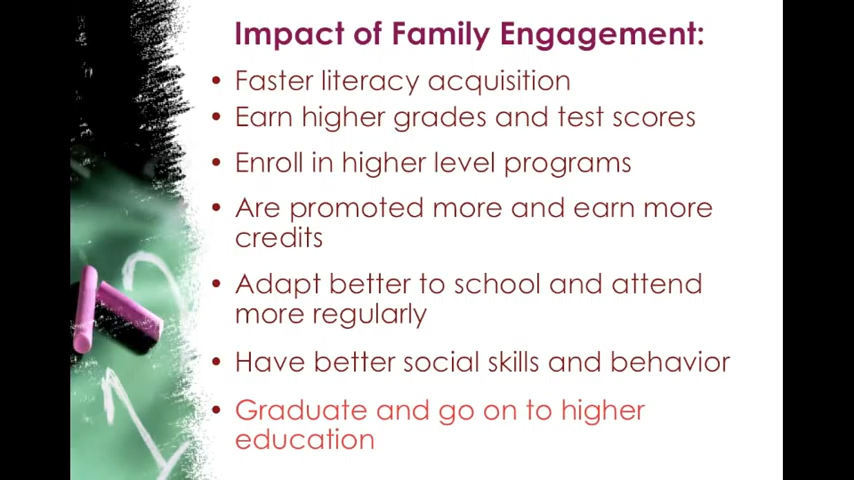 Impact of Family Engagement:
• Faster literacy acquisition
• Earn higher grades and test scores
• Enroll in higher level programs
• Are promoted more and earn more
credits
• Adapt better to school and attend
more regularly
• Have better social skills and behavior
• Graduate and go on to higher
education